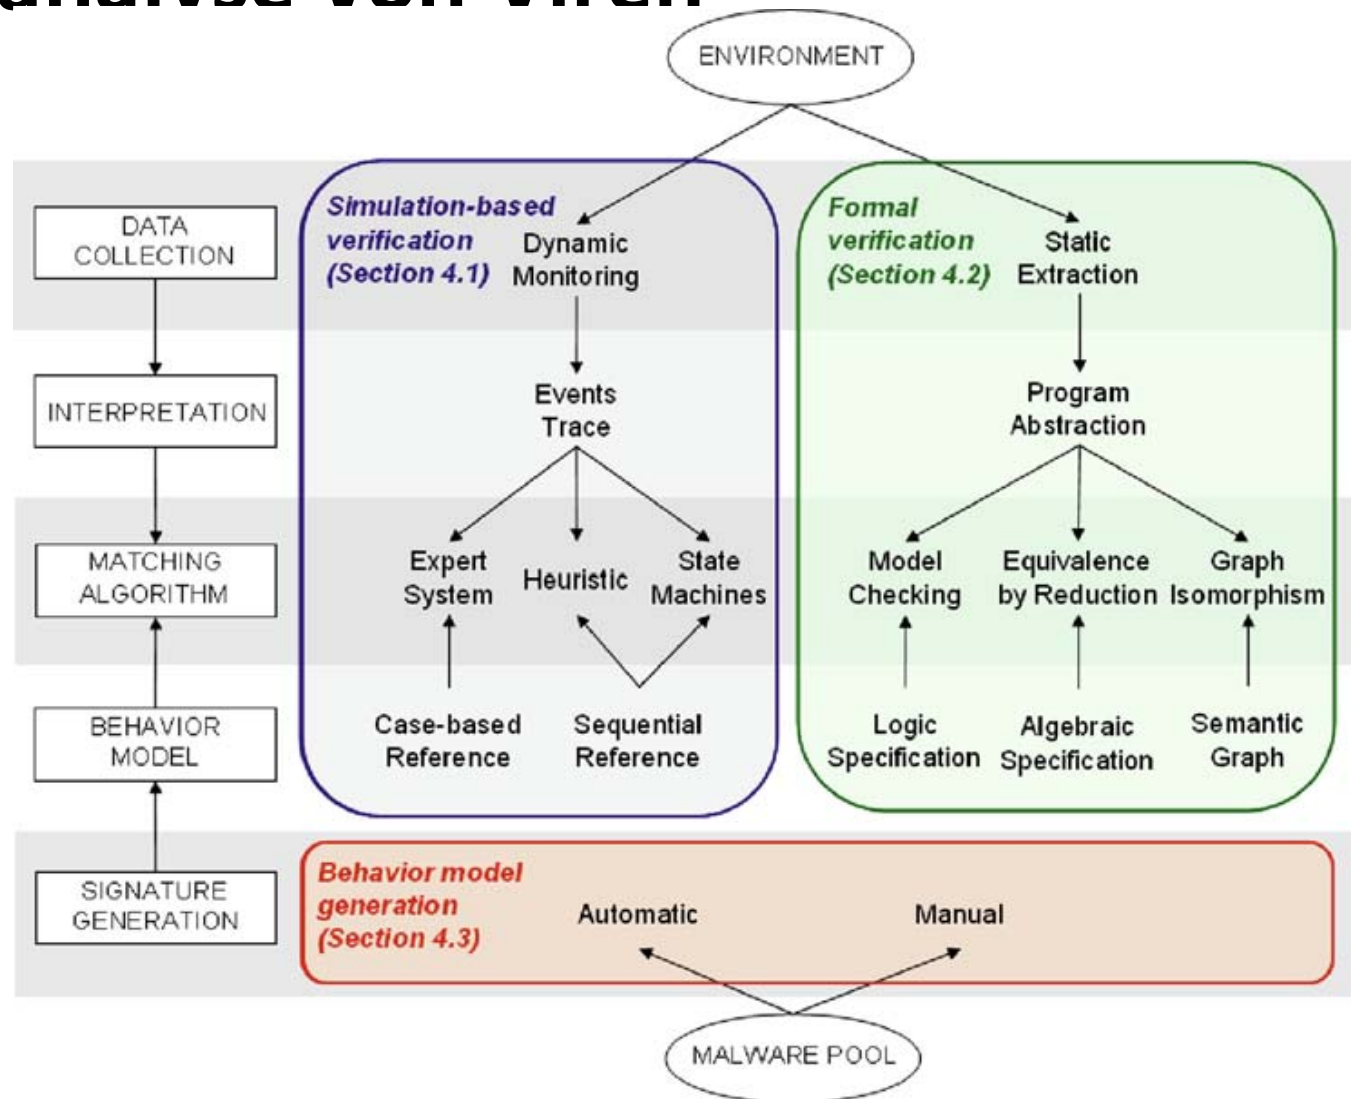 analyse von Viren
ENVIRONMENT
DATA
COLLECTION
Simulation-based
verification
(Section 4.1)
Dynamic
Monitoring
Formal
verification
(Section 4.2)
Static
Extraction
INTERPRETATION
Events
Trace
Program
Abstraction
MATCHING
ALGORITHM
Expert
System
Heuristic
State
Machines
Model
Checking
Equivalence
by Reduction
Graph
Isomorphism
BEHAVIOR
MODEL
Case-based
Reference
Sequential
Reference
Logic
Specification
Algebraic
Specification
Semantic
Graph
SIGNATURE
GENERATION
Behavior model
generation
(Section 4.3)
Automatic
Manual
MALWARE POOL